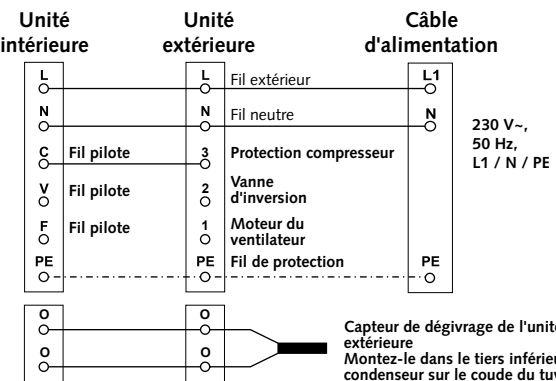 Unité intérieure
Unité extérieure
Câble d'alimentation
L L Fil extérieur L1
N N Fil neutre N
230 V~,
50 Hz,
L1 / N / PE
C Fil pilote 3 Protection compresseur
V Fil pilote 2 Vanne d'inversion
F Fil pilote 1 Moteur du ventilateur
PE PE Fil de protection PE
O O
O O
Capteur de dégivrage de l'unité
extérieure
Montez-le dans le tiers
condenseur sur le coude du